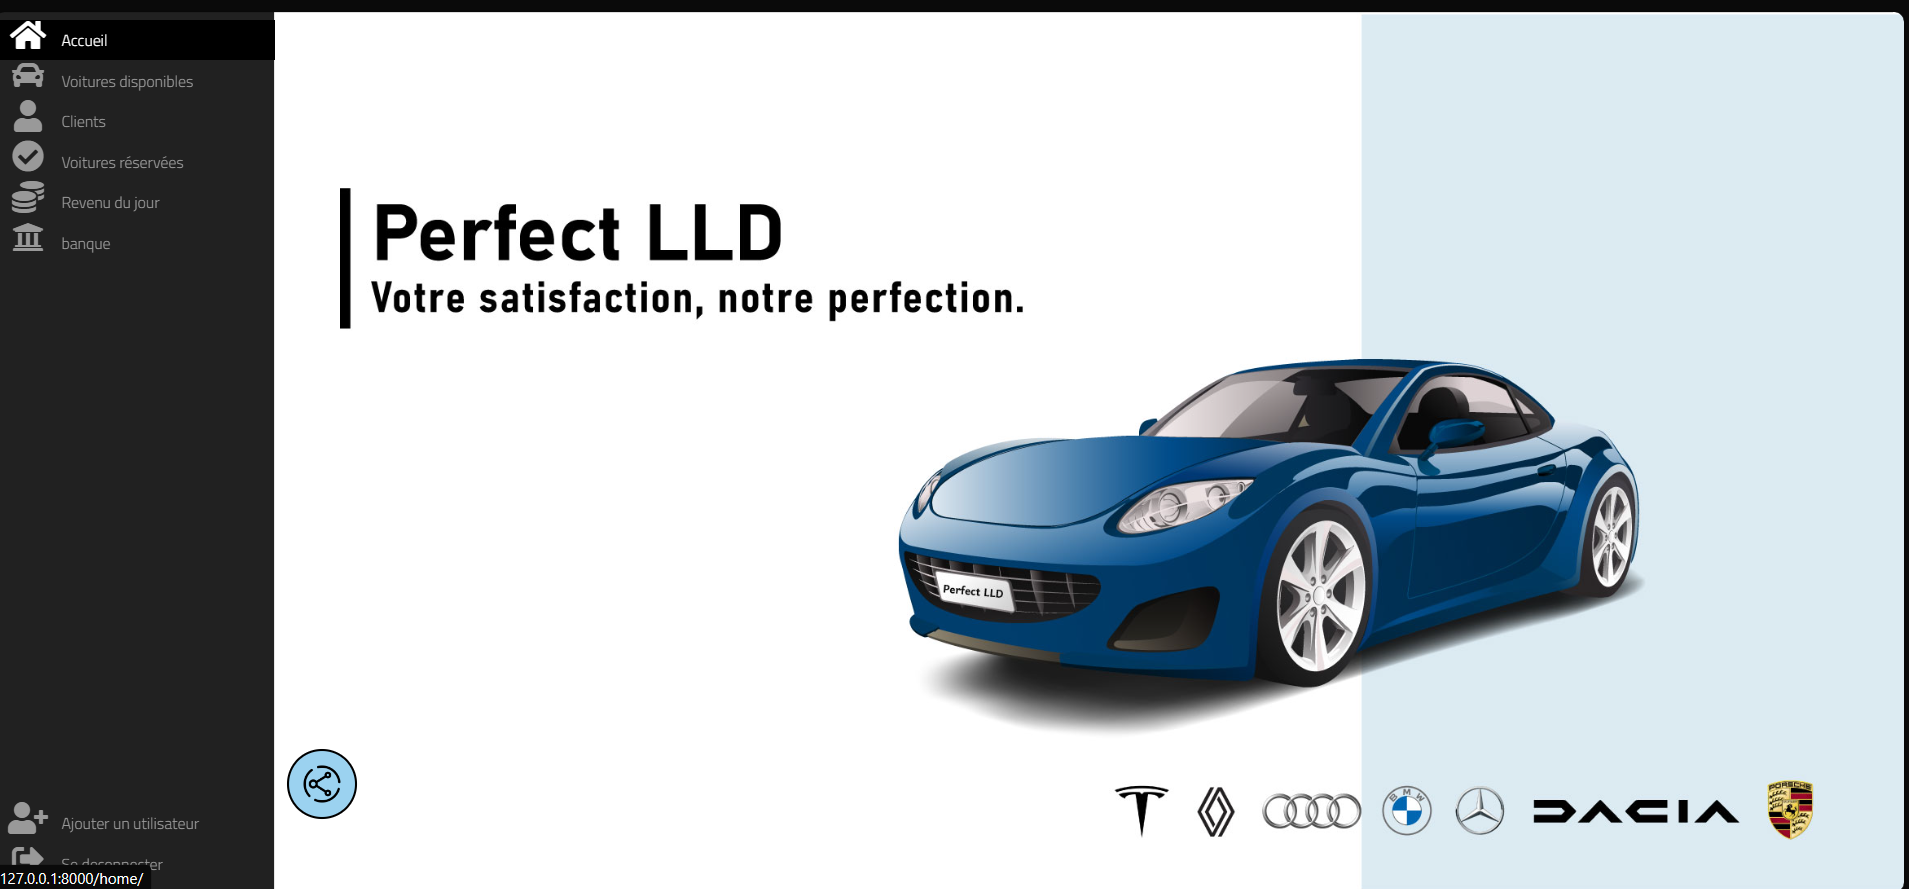 Accueil
Voitures disponibles
Clients
Voitures réservées
Revenu du jour
banque
Perfect LLD
Votre satisfaction, notre perfection.
Perfect LLD
BMW
DACIA
PORSCHE
Ajouter un utilisateur
Se deconnecter
127.0.0.1:8000/home/